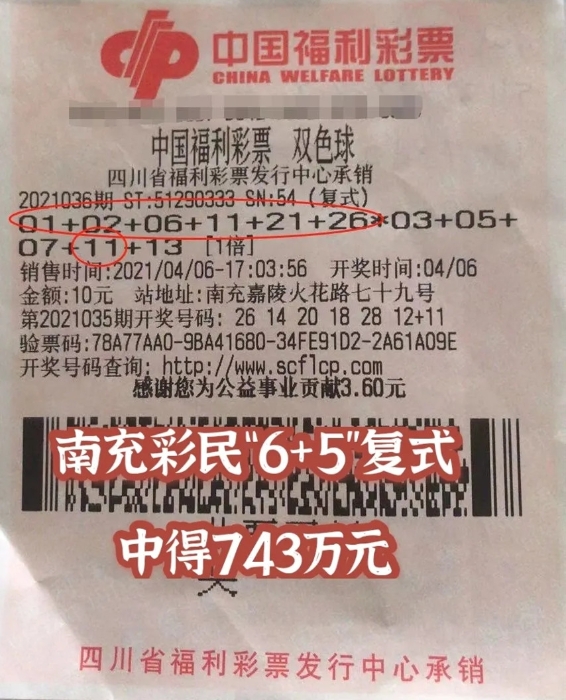 中国福利彩票
CHINA WELFARE LOTTERY
中国福利彩票 双色球
四川省福利彩票发行中心承销
2021036期 ST:51290333 SN:54 (复式)
01+02+06+11+21+26*03+05+
07+11+13 [1倍]
销售时间:2021/04/06-17:03:56 开奖时间:04/06
金额:10元 站地址:南充嘉陵火花路七十九号
第2021035期开奖号码: 26 14 20 18 28 12+11
验票码:78A77AA0-9BA41680-34FE91D2-2A61A09E
开奖号码查询: http://www.scflcp.com
感谢您为公益事业贡献3.60元
南充彩民“6+5”复式
中得743万元
四川省福利彩票发行中心承销